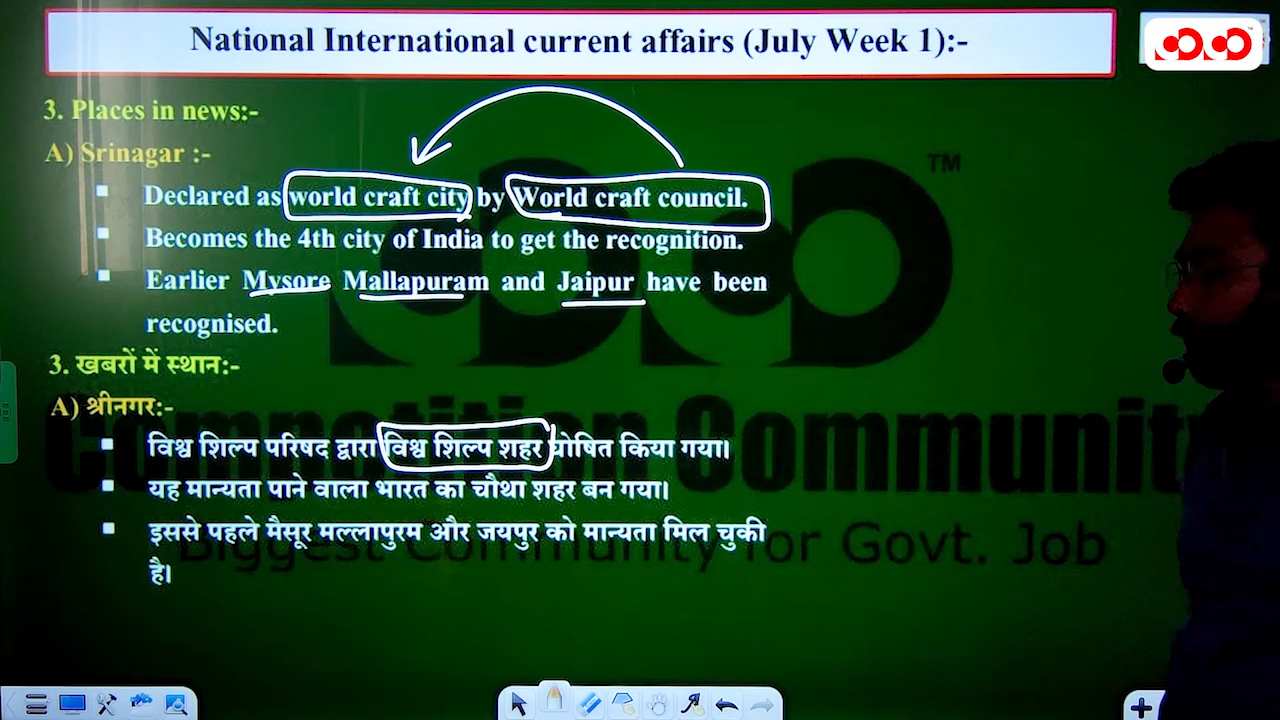 National International current affairs (July Week 1):-
3. Places in news:-
A) Srinagar :-
▪ Declared as world craft city by World craft council.
▪ Becomes the 4th city of India to get the recognition.
▪ Earlier Mysore Mallapuram and Jaipur have been
recognised.
3. खबरों में स्थान:-
A) श्रीनगर:-
▪ विश्व शिल्प परिषद द्वारा विश्व शिल्प शहर घोषित किया गया।
▪ यह मान्यता पाने वाला भारत का चौथा शहर बन गया।
▪ इससे पहले मैसूर मल्लापुरम और जयपुर को मान्यता मिल चुकी
है।
TM
Competition Community
Biggest Community for Govt. Job